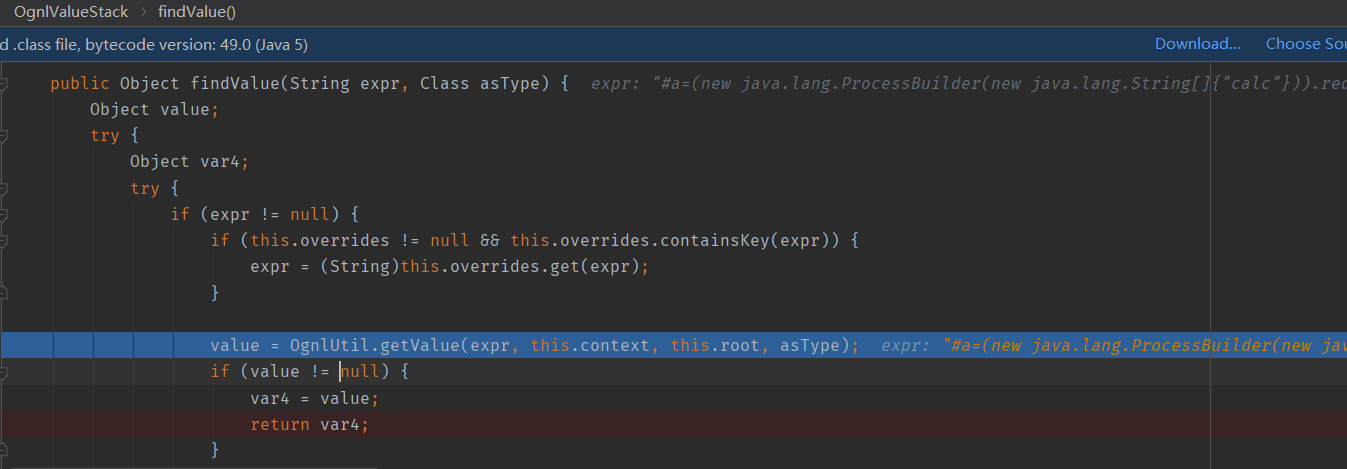 OgnlValueStack › findValue()
d .class file, bytecode version: 49.0 (Java 5) Download... Choose Sou
public Object findValue(String expr, Class asType) { expr: "#a=(new java.lang.ProcessBuilder(new java.lang.String[]{"calc"})).red
Object value;
try {
Object var4;
try {
if (expr != null) {
if (this.overrides != null && this.overrides.containsKey(expr)) {
expr = (String)this.overrides.get(expr);
}
value = OgnlUtil.getValue(expr, this.context, this.root, asType); expr: "#a=(new java.lang.ProcessBuilder(new jav
if (value != null) {
var4 = value;
return var4;
}